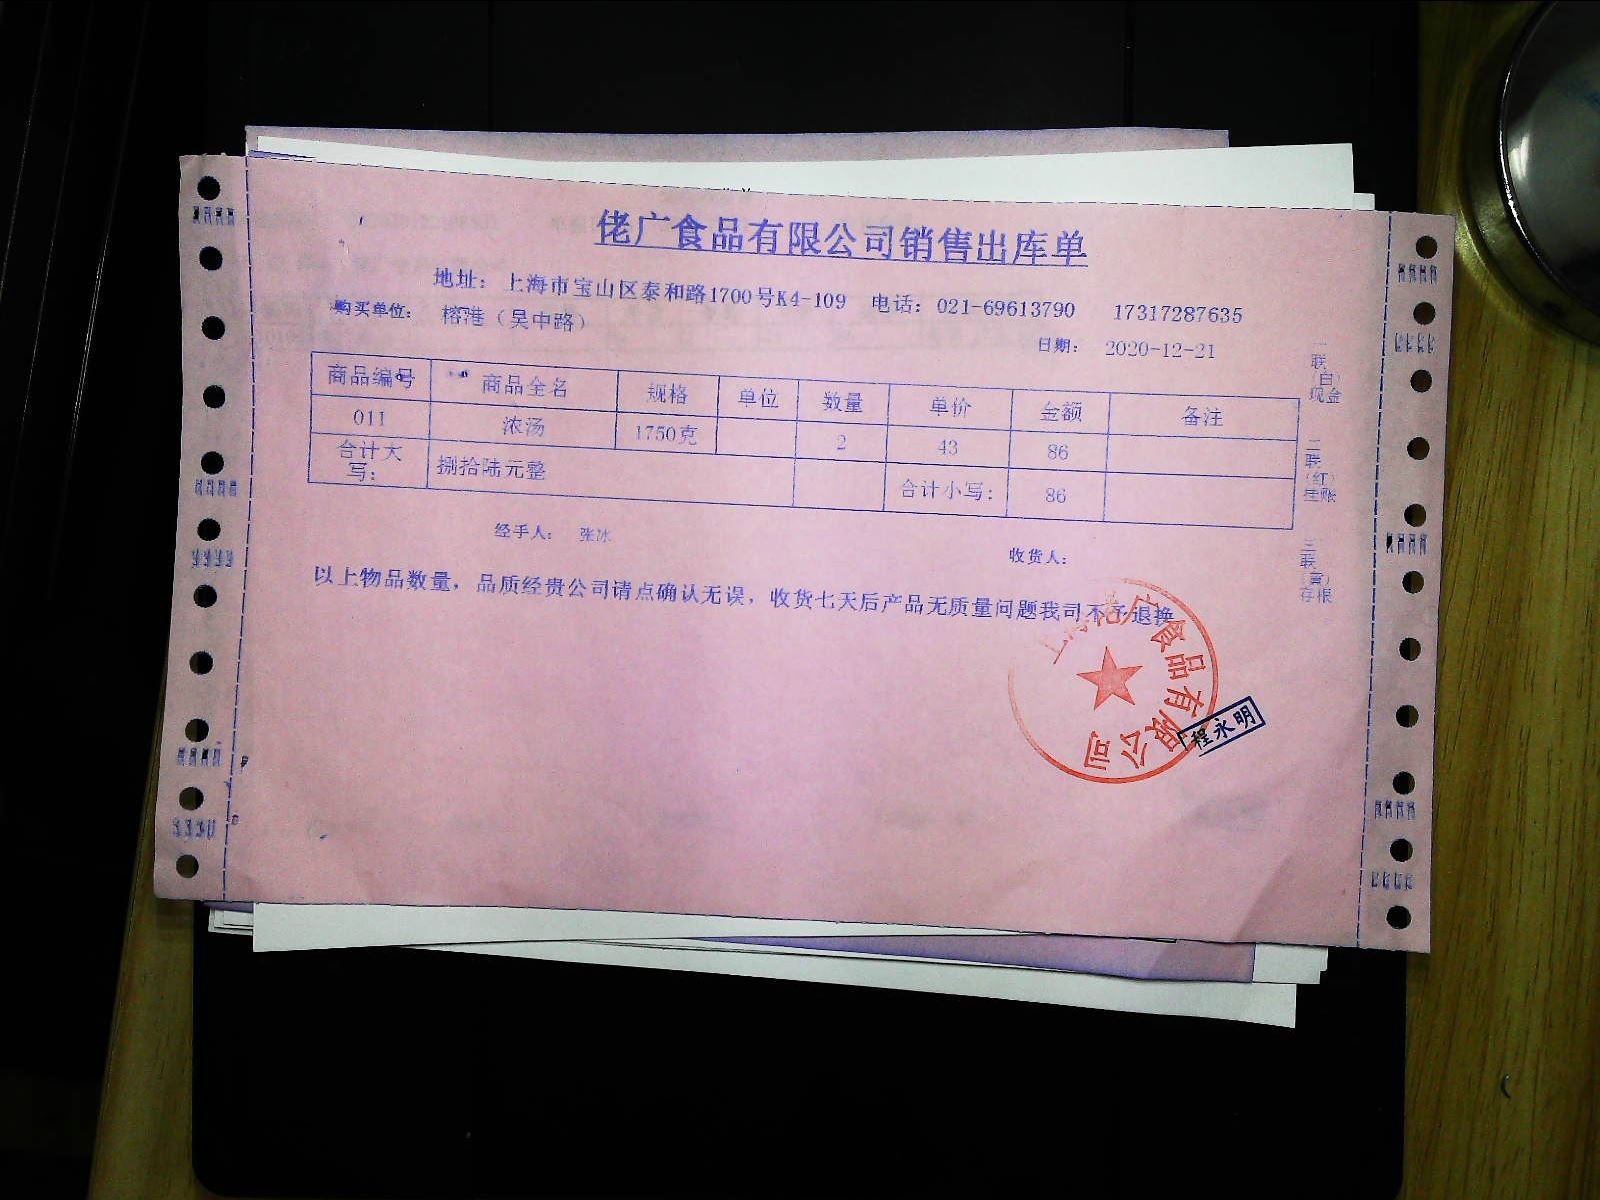 佬广食品有限公司销售出库单
地址：上海市宝山区泰和路1700号K4-109 电话：021-69613790 17317287635
购买单位： 榕港（吴中路）
日期： 2020-12-21
商品编号 商品全名 规格 单位 数量 单价 金额 备注
011 浓汤 1750克 2 43 86
合计大写： 捌拾陆元整 合计小写： 86
经手人： 张冰 收货人：
以上物品数量，品质经贵公司请点确认无误，收货七天后产品无质量问题我司不予退换
一联（白）现金
二联（红）挂账
三联（黄）存根
食品有限公司
程永明